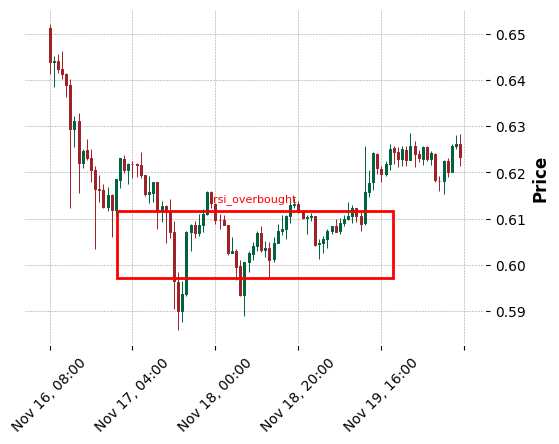 0.65
0.64
0.63
0.62
0.61
0.60
0.59
Price
rsi_overbought
Nov 16, 08:00
Nov 17, 04:00
Nov 18, 00:00
Nov 18, 20:00
Nov 19, 16:00